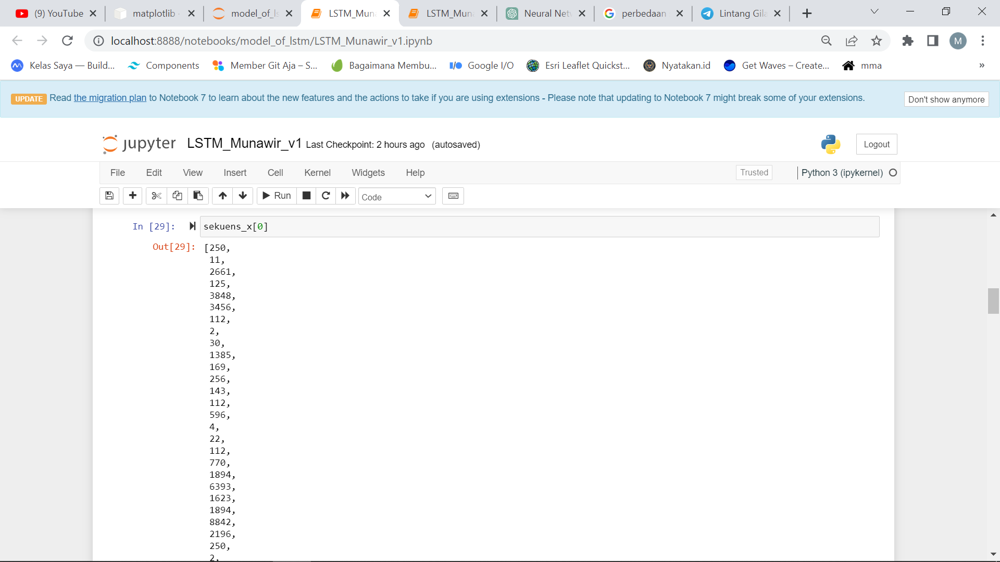 (9) YouTube
matplotlib
model_of_ls
LSTM_Mun
LSTM_Mun
Neural Net
perbedaan
Lintang Gila
localhost:8888/notebooks/model_of_lstm/LSTM_Munawir_v1.ipynb
M
Kelas Saya — Build...
Components
Member Git Aja – S...
Bagaimana Membu...
I/O Google I/O
Esri Leaflet Quickst...
Nyatakan.id
Get Waves – Create...
mma
»
UPDATE Read the migration plan to Notebook 7 to learn about the new features and the actions to take if you are using extensions - Please note that updating to Notebook 7 might break some of your extensions.
Don't show anymore
jupyter LSTM_Munawir_v1 Last Checkpoint: 2 hours ago (autosaved)
Logout
File Edit View Insert Cell Kernel Widgets Help
Trusted
Python 3 (ipykernel)
Run
Code
In [29]: sekuens_x[0]
Out[29]: [250,
11,
2661,
125,
3848,
3456,
112,
2,
30,
1385,
169,
256,
143,
112,
596,
4,
22,
112,
770,
1894,
6393,
1623,
1894,
8842,
2196,
250,
2,